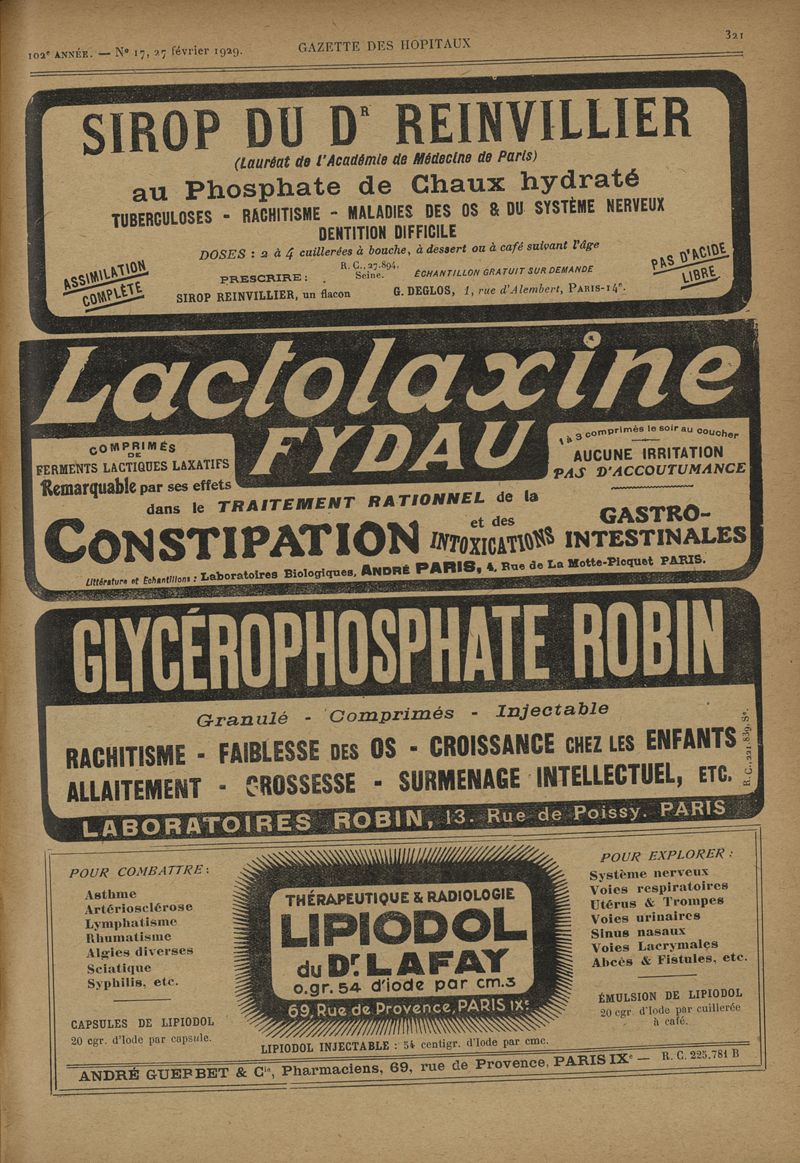 102e ANNÉE. — No 17, 27 février 1929.
GAZETTE DES HOPITAUX
321
SIROP DU DR REINVILLIER
(Lauréat de l'Académie de Médecine de Paris)
au Phosphate de Chaux hydraté
TUBERCULOSES - RACHITISME - MALADIES DES OS & DU SYSTÈME NERVEUX
DENTITION DIFFICILE
DOSES : 2 à 4 cuillerées à bouche, à dessert ou à café suivant l'âge
ASSIMILATION
COMPLÈTE
PRESCRIRE :
R. C., 27.894,
Seine.
ÉCHANTILLON GRATUIT SUR DEMANDE
PAS D'ACIDE
LIBRE
SIROP REINVILLIER, un flacon
G. DEGLOS, 1, rue d'Alembert, PARIS-14e.
Lactolaxine
FYDAU
COMPRIMÉS
DE
FERMENTS LACTIQUES LAXATIFS
1 à 3 comprimés le soir au coucher
AUCUNE IRRITATION
PAS D'ACCOUTUMANCE
Remarquable par ses effets
dans le TRAITEMENT RATIONNEL de la
CONSTIPATION
et des
INTOXICATIONS
GASTRO-
INTESTINALES
Littérature et Echantillons : Laboratoires Biologiques, ANDRÉ PARIS, 4, Rue de La Motte-Picquet PARIS.
GLYCÉROPHOSPHATE ROBIN
Granulé - Comprimés - Injectable
RACHITISME - FAIBLESSE DES OS - CROISSANCE CHEZ LES ENFANTS
ALLAITEMENT - GROSSESSE - SURMENAGE INTELLECTUEL, ETC.
R. C., 221.839, Se.
LABORATOIRES ROBIN, 13. Rue de Poissy. PARIS
POUR COMBATTRE :
Asthme
Artériosclérose
Lymphatisme
Rhumatisme
Algies diverses
Sciatique
Syphilis, etc.
CAPSULES DE LIPIODOL
20 cgr. d'Iode par capsule.
THÉRAPEUTIQUE & RADIOLOGIE
LIPIODOL
du Dr. LAFAY
0.gr. 54 d'iode par cm.3
69, Rue de Provence, PARIS IXe
LIPIODOL INJECTABLE : 54 centigr. d'Iode par cmc.
POUR EXPLORER :
Système nerveux
Voies respiratoires
Utérus & Trompes
Voies urinaires
Sinus nasaux
Voies Lacrymales
Abcès & Fistules, etc.
ÉMULSION DE LIPIODOL
20 cgr. d'Iode par cuillerée
à café.
ANDRÉ GUERBET & Cie, Pharmaciens, 69, rue de Provence, PARIS IXe — R. C. 225.781 B